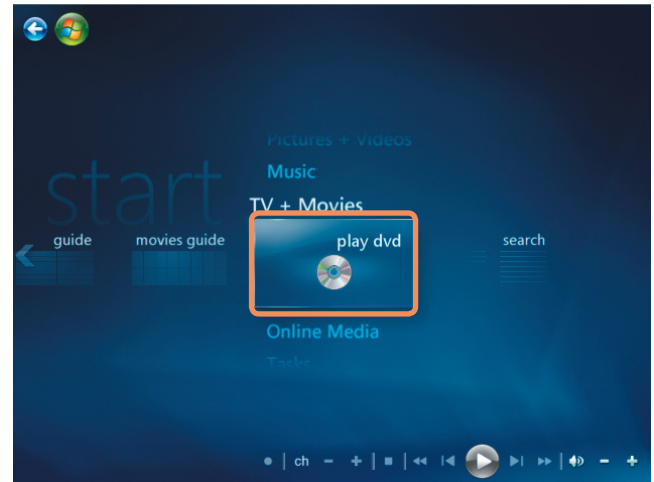 Pictures + Videos
Music
start
TV + Movies
guide
movies guide
play dvd
search
Online Media
Tasks
ch